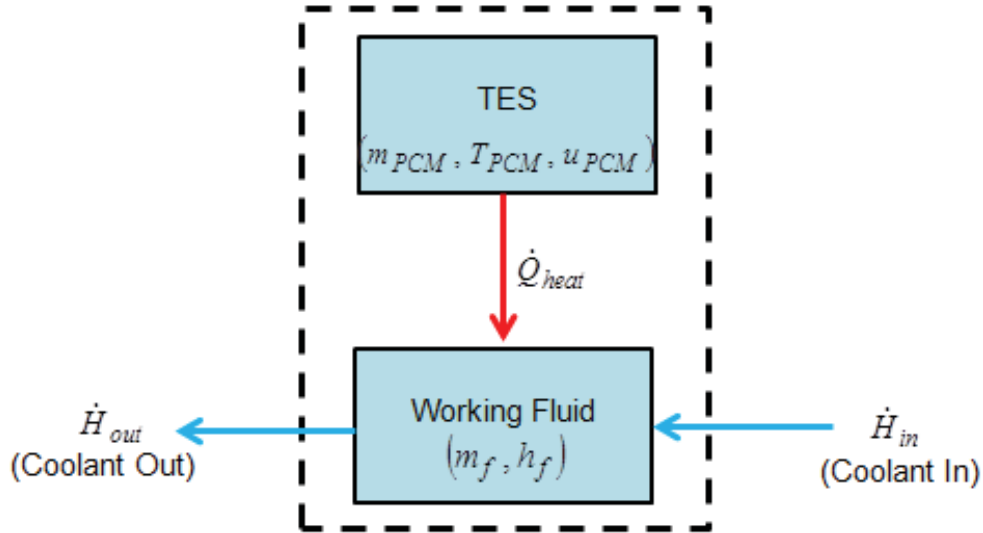 TES
(m_PCM, T_PCM, u_PCM)
Q̇_heat
Working Fluid
(m_f, h_f)
Ḣ_out
(Coolant Out)
Ḣ_in
(Coolant In)